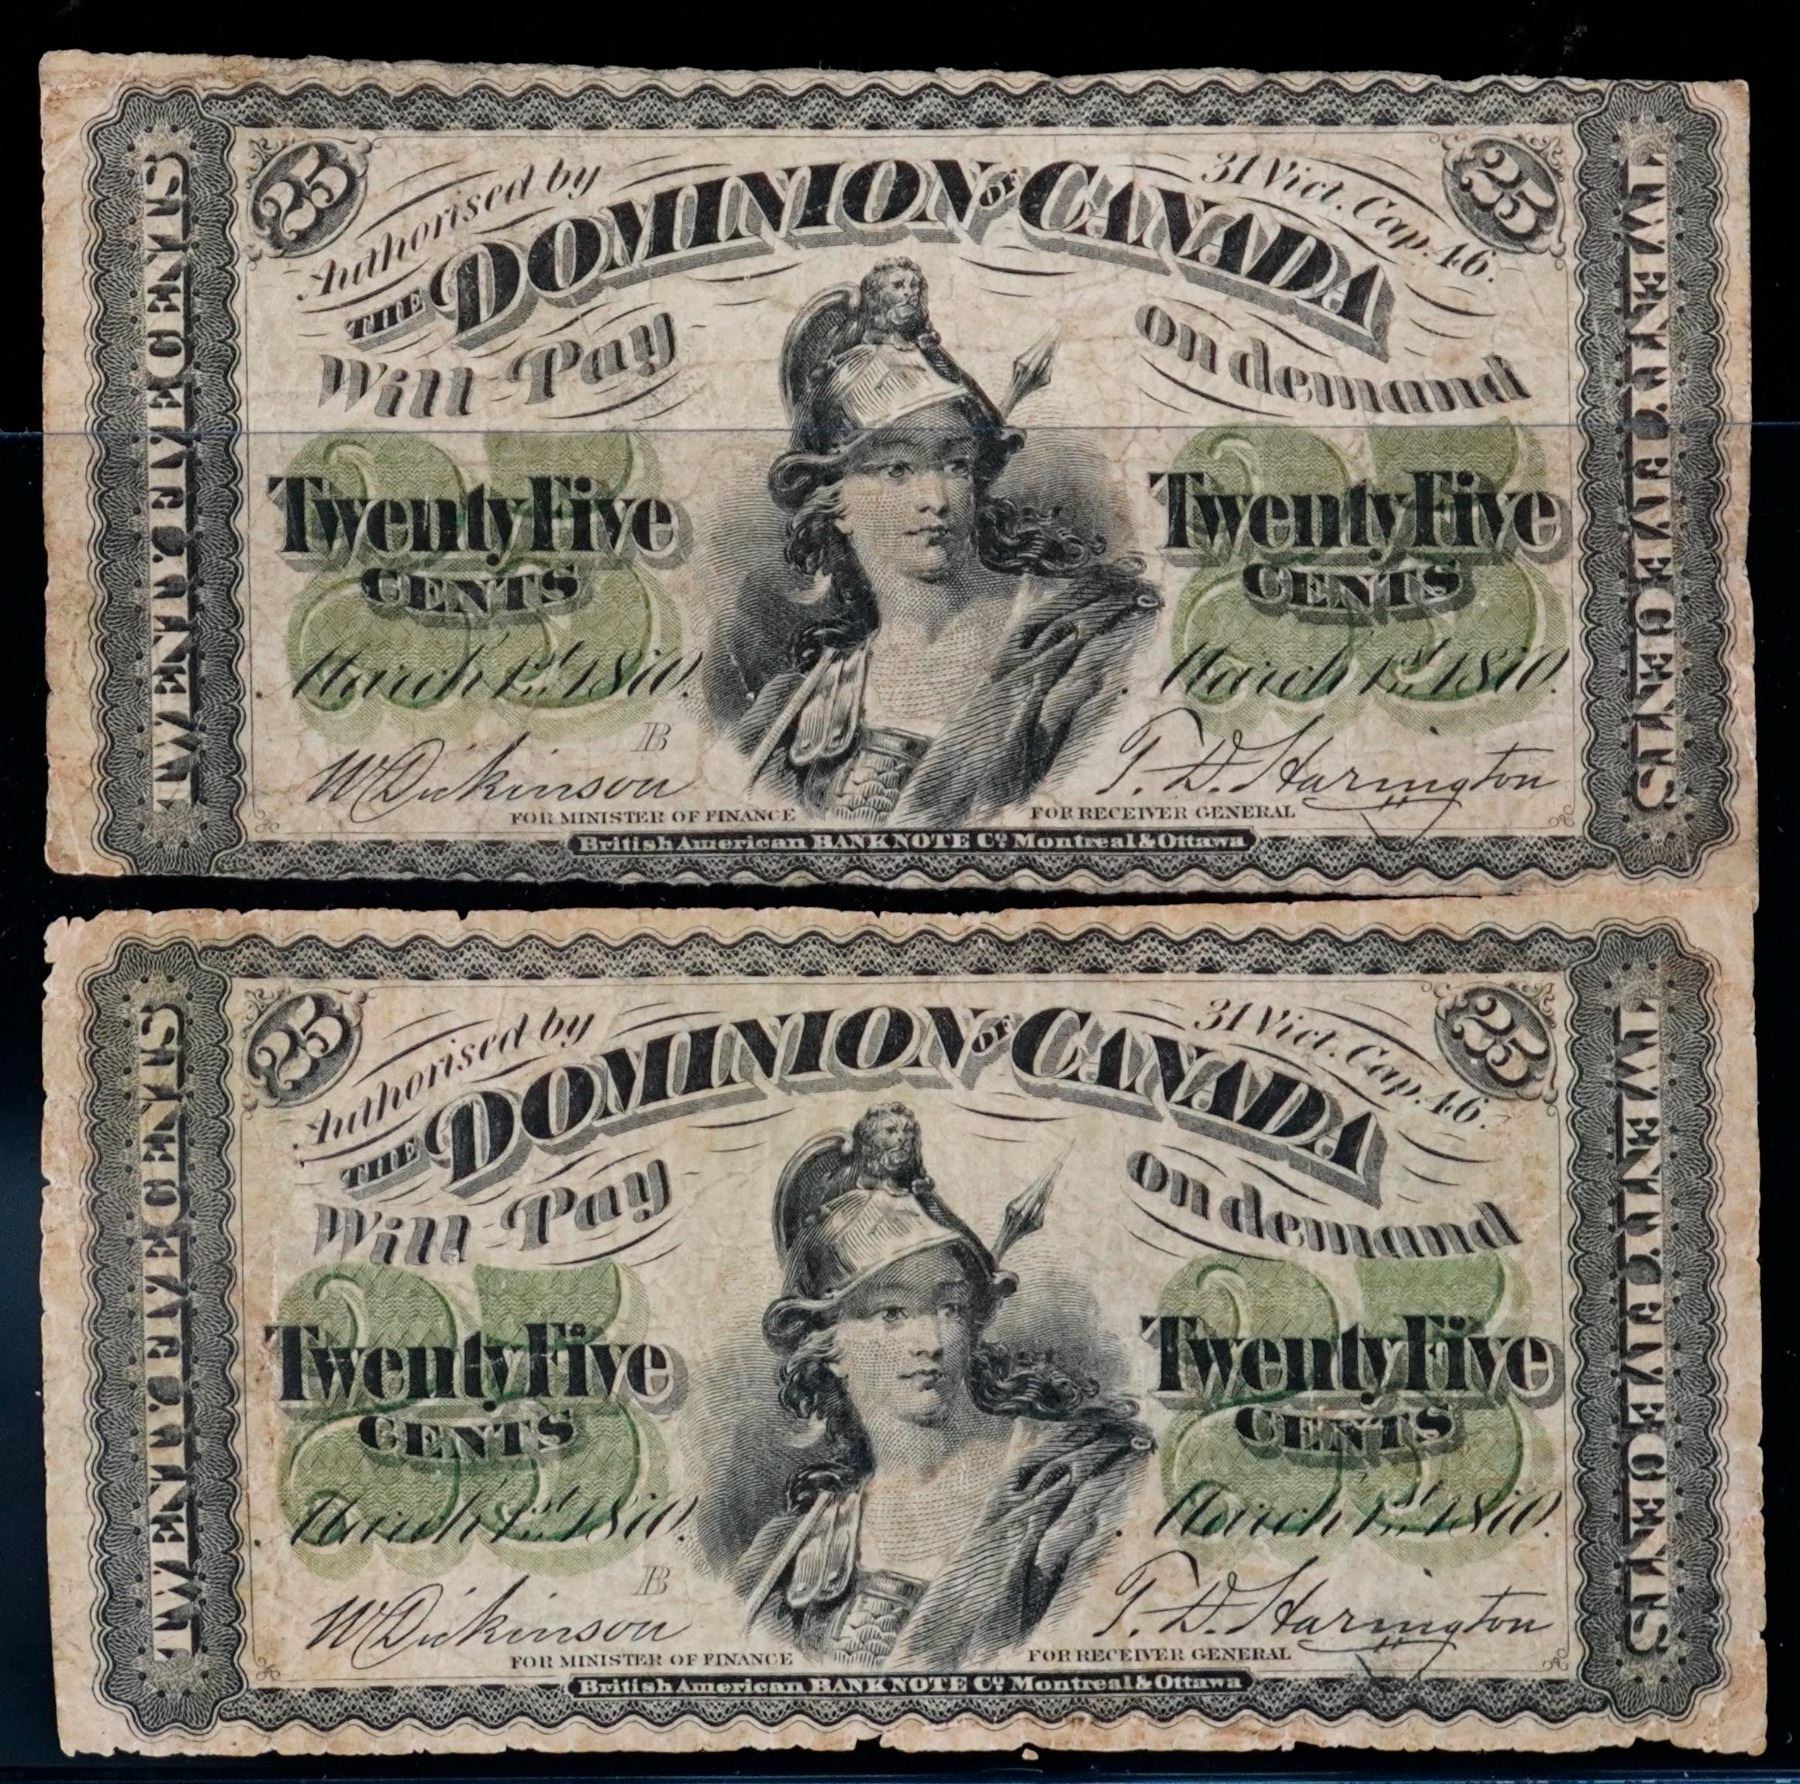 25
Authorised by
31 Vict. Cap. 46.
25
THE DOMINION OF CANADA
Will Pay
on demand
TWENTY FIVE CENTS
TWENTY FIVE CENTS
25
25
Twenty Five
Twenty Five
CENTS
CENTS
March 1st. 1870.
March 1st. 1870.
B
W Dickinson
T. D. Harington
FOR MINISTER OF FINANCE
FOR RECEIVER GENERAL
British American BANK NOTE Co. Montreal & Ottawa
25
Authorised by
31 Vict. Cap. 46.
25
THE DOMINION OF CANADA
Will Pay
on demand
TWENTY FIVE CENTS
TWENTY FIVE CENTS
25
25
Twenty Five
Twenty Five
CENTS
CENTS
March 1st. 1870.
March 1st. 1870.
B
W Dickinson
T. D. Harington
FOR MINISTER OF FINANCE
FOR RECEIVER GENERAL
British American BANK NOTE Co. Montreal & Ottawa